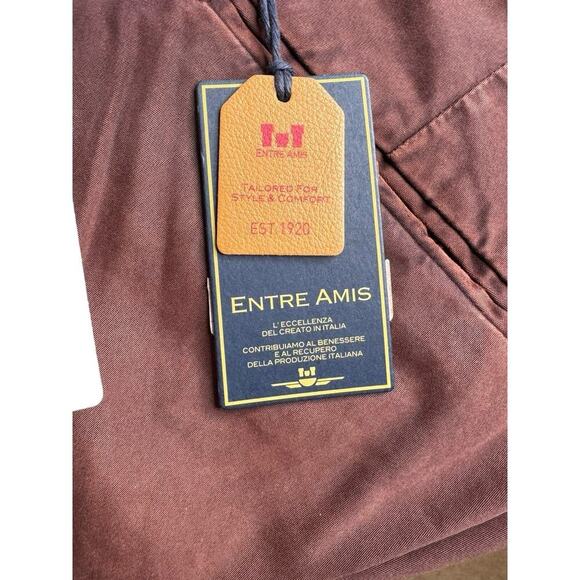 ENTRE AMIS
TAILORED FOR
STYLE & COMFORT
EST. 1920
ENTRE AMIS
L'ECCELLENZA
DEL CREATO IN ITALIA
CONTRIBUIAMO AL BENESSERE
E AL RECUPERO
DELLA PRODUZIONE ITALIANA